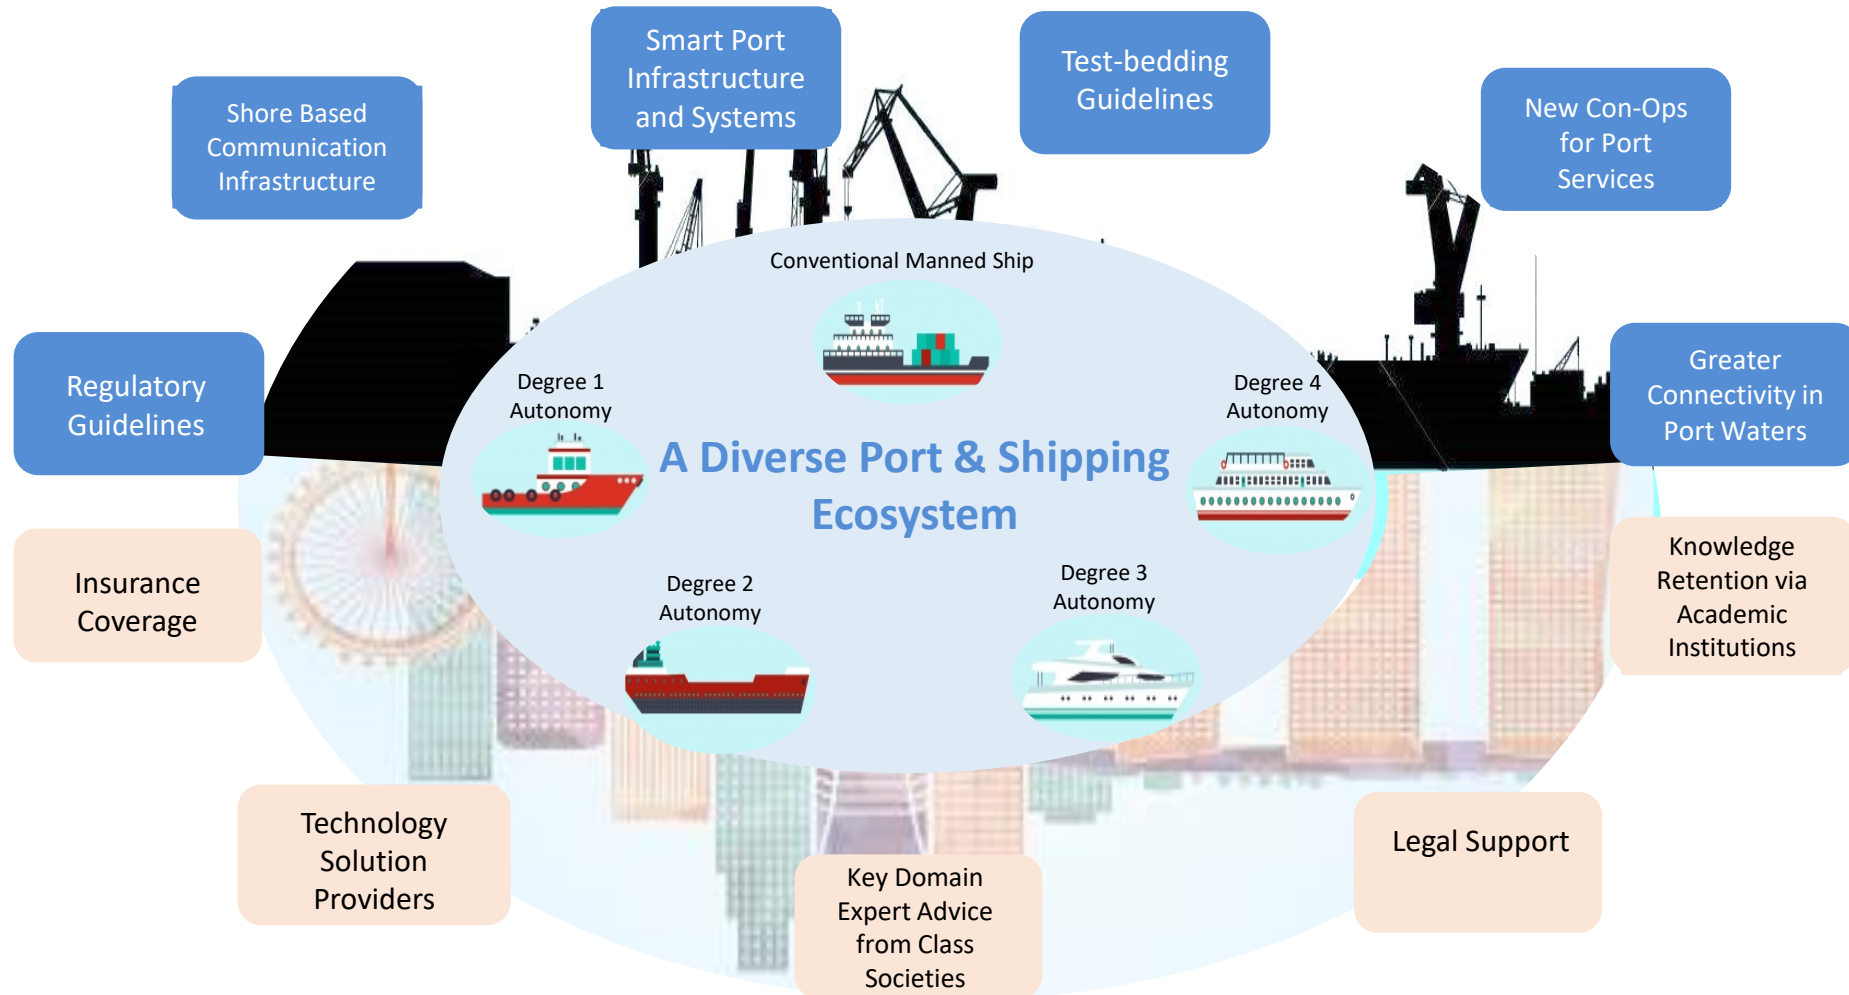 Smart Port
Infrastructure
and Systems
Test-bedding
Guidelines
Shore Based
Communication
Infrastructure
New Con-Ops
for Port
Services
Conventional Manned Ship
Regulatory
Guidelines
Degree 1
Autonomy
Degree 4
Autonomy
Greater
Connectivity in
Port Waters
A Diverse Port & Shipping
Ecosystem
Insurance
Coverage
Degree 2
Autonomy
Degree 3
Autonomy
Knowledge
Retention via
Academic
Institutions
Technology
Solution
Providers
Key Domain
Expert Advice
from Class
Societies
Legal Support